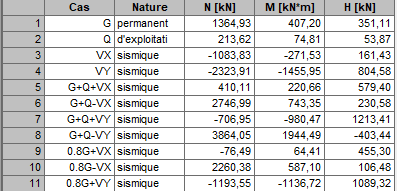 Cas Nature N [kN] M [kN*m] H [kN]
1 G permanent 1364,93 407,20 351,11
2 Q d'exploitati 213,62 74,81 53,87
3 VX sismique -1083,83 -271,53 161,43
4 VY sismique -2323,91 -1455,95 804,58
5 G+Q+VX sismique 410,11 220,66 579,40
6 G+Q-VX sismique 2746,99 743,35 230,58
7 G+Q+VY sismique -706,95 -980,47 1213,41
8 G+Q-VY sismique 3864,05 1944,49 -403,44
9 0.8G+VX sismique -76,49 64,41 455,30
10 0.8G-VX sismique 2260,38 587,10 106,48
11 0.8G+VY sismique -1193,55 -1136,72 1089,32